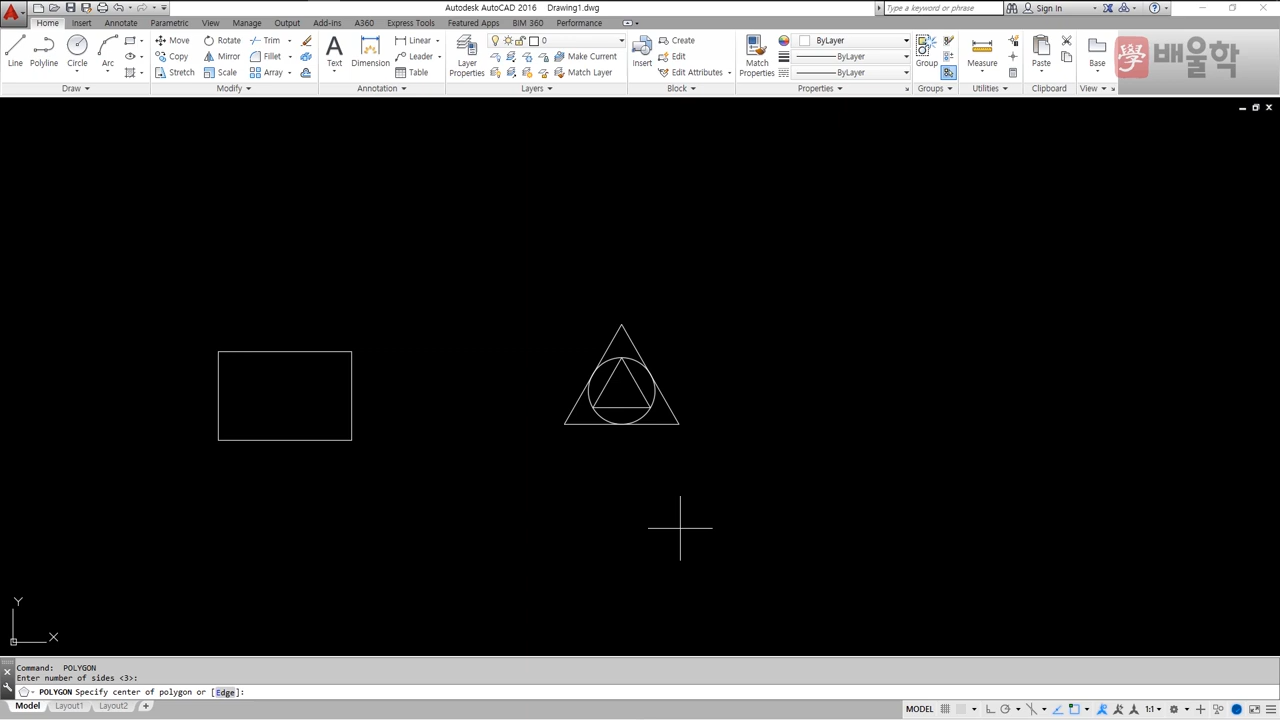 Autodesk AutoCAD 2016 Drawing1.dwg
Type a keyword or phrase
Sign In
Home Insert Annotate Parametric View Manage Output Add-ins A360 Express Tools Featured Apps BIM 360 Performance
Line Polyline Circle Arc
Move Rotate Trim
Copy Mirror Fillet
Stretch Scale Array
Text Dimension
Linear
Leader
Table
Layer Properties
0
Make Current
Match Layer
Insert
Create
Edit
Edit Attributes
Match Properties
ByLayer
ByLayer
ByLayer
Group
Measure
Paste
Base
學 배울학
Draw Modify Annotation Layers Block Properties Groups Utilities Clipboard View
Y
X
Command: POLYGON
Enter number of sides <3>:
POLYGON Specify center of polygon or [Edge]:
Model Layout1 Layout2 +
MODEL 1:1